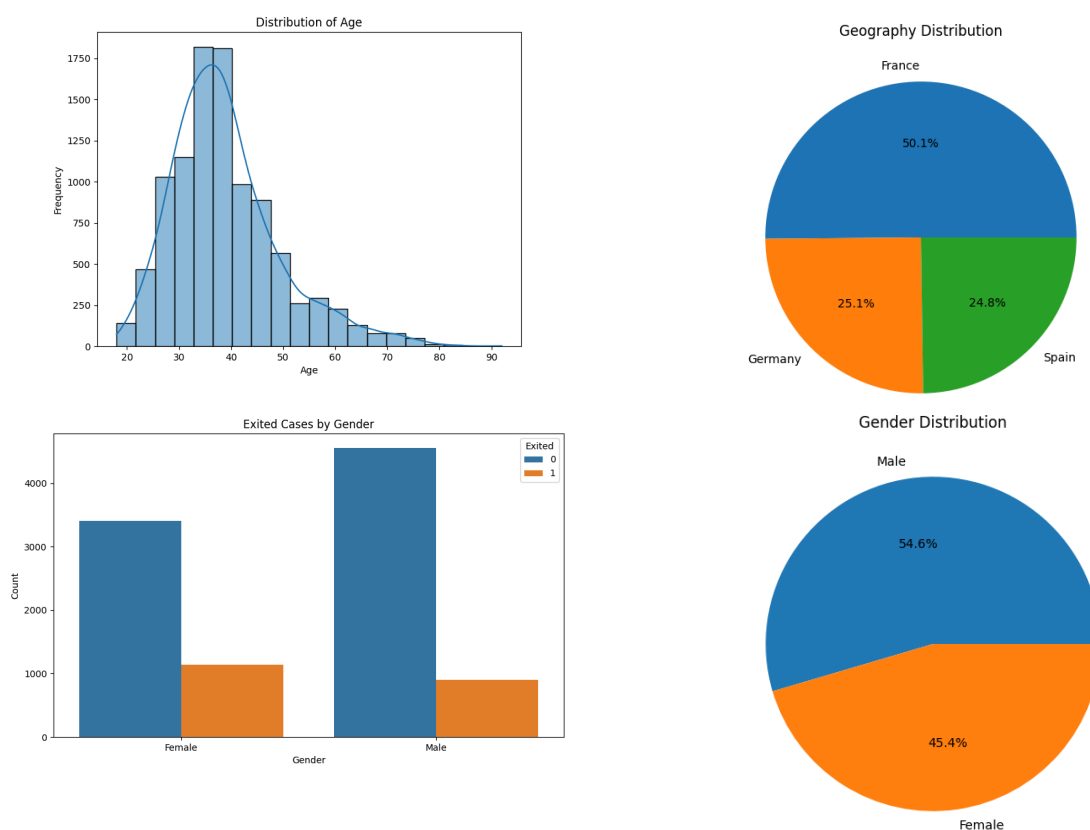 Distribution of Age
1750
1500
1250
1000
750
500
250
0
Frequency
20 30 40 50 60 70 80 90
Age
Geography Distribution
France
50.1%
25.1%
24.8%
Germany
Spain
Exited Cases by Gender
Exited
0
1
4000
3000
2000
1000
0
Count
Female Male
Gender
Gender Distribution
Male
54.6%
45.4%
Female